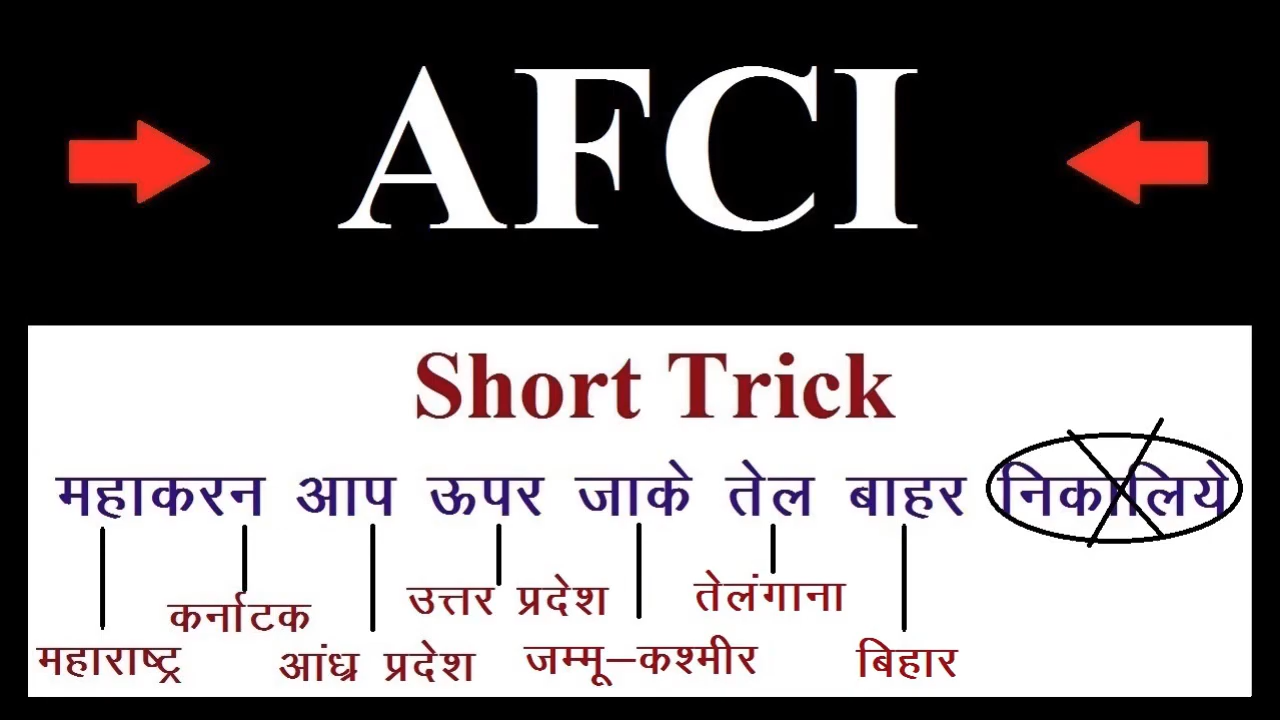 AFCI
Short Trick
महाकरन आप ऊपर जाके तेल बाहर निकालिये
कर्नाटक उत्तर प्रदेश तेलंगाना
महाराष्ट्र आंध्र प्रदेश जम्मू–कश्मीर बिहार